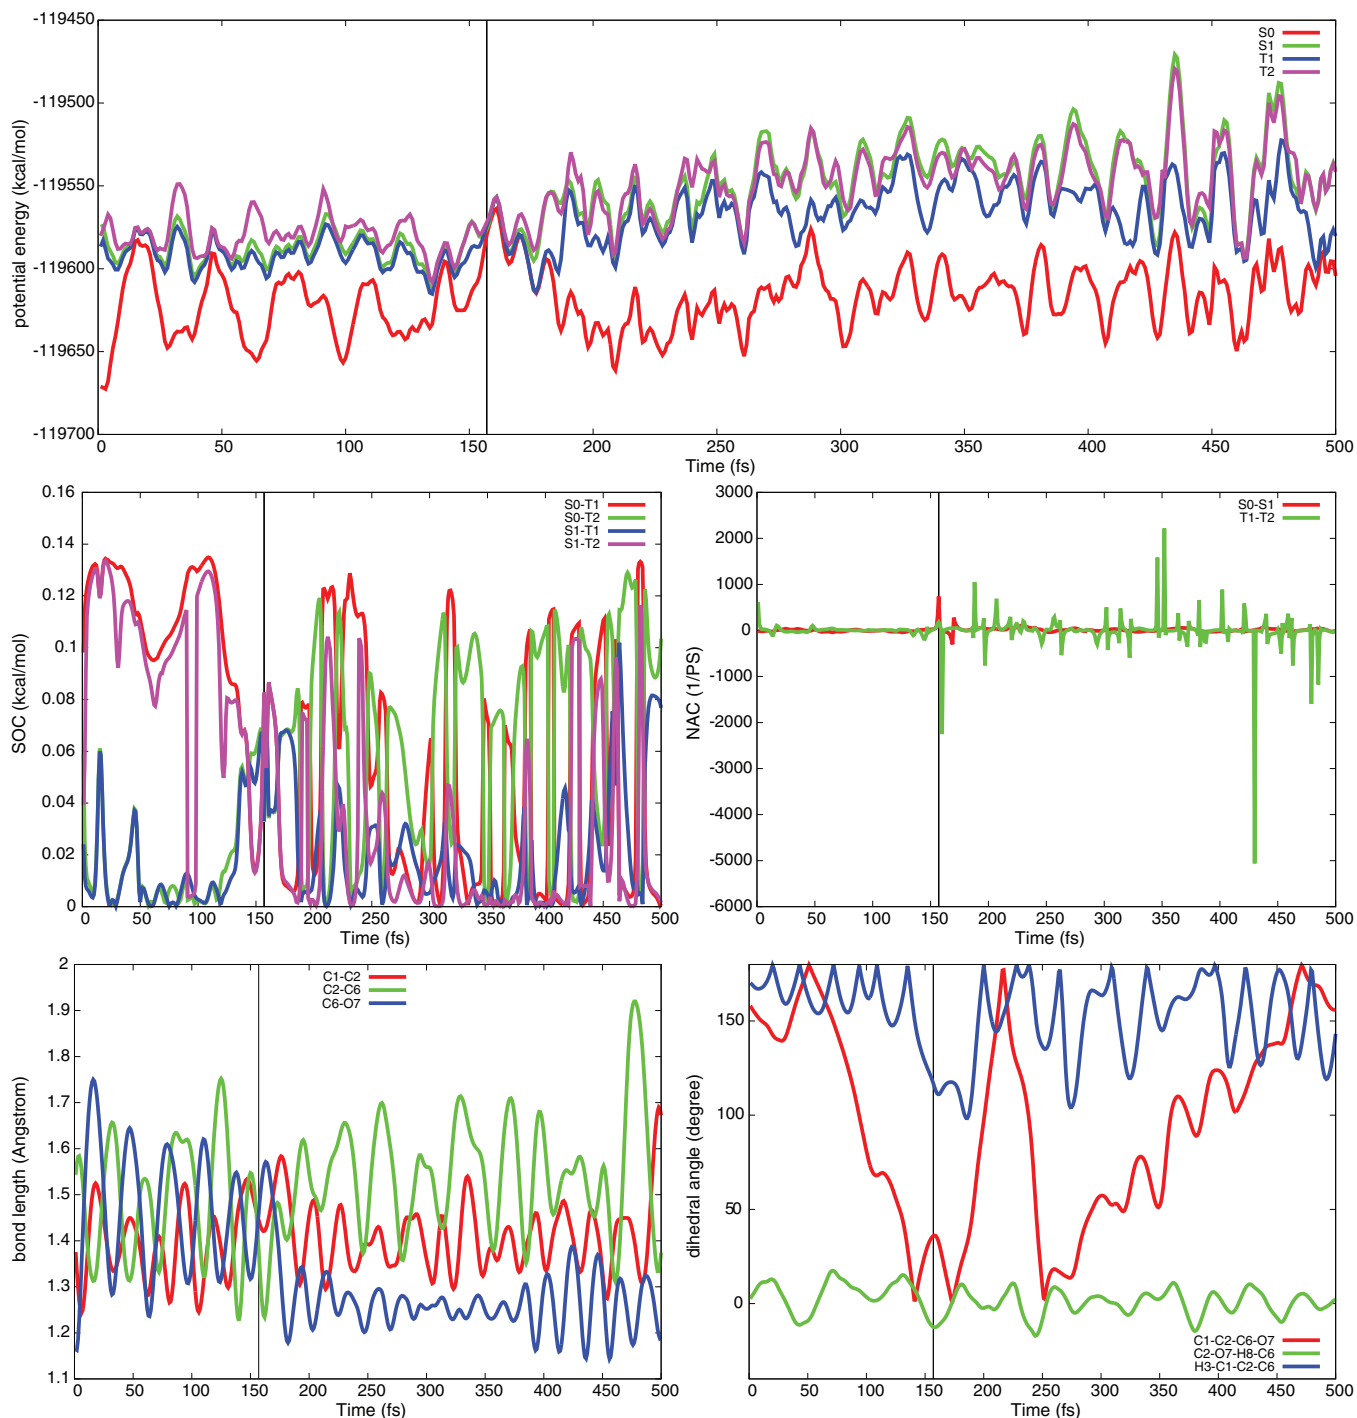 potential energy (kcal/mol)
-119450
-119500
-119550
-119600
-119650
-119700
S0
S1
T1
T2
0 50 100 150 200 250 300 350 400 450 500
Time (fs)
SOC (kcal/mol)
0.16
0.14
0.12
0.1
0.08
0.06
0.04
0.02
0
S0-T1
S0-T2
S1-T1
S1-T2
0 50 100 150 200 250 300 350 400 450 500
Time (fs)
NAC (1/PS)
3000
2000
1000
0
-1000
-2000
-3000
-4000
-5000
-6000
S0-S1
T1-T2
0 50 100 150 200 250 300 350 400 450 500
Time (fs)
bond length (Angstrom)
2
1.9
1.8
1.7
1.6
1.5
1.4
1.3
1.2
1.1
C1-C2
C2-C6
C6-O7
0 50 100 150 200 250 300 350 400 450 500
Time (fs)
dihedral angle (degree)
150
100
50
0
C1-C2-C6-O7
C2-O7-H8-C6
H3-C1-C2-C6
0 50 100 150 200 250 300 350 400 450 500
Time (fs)